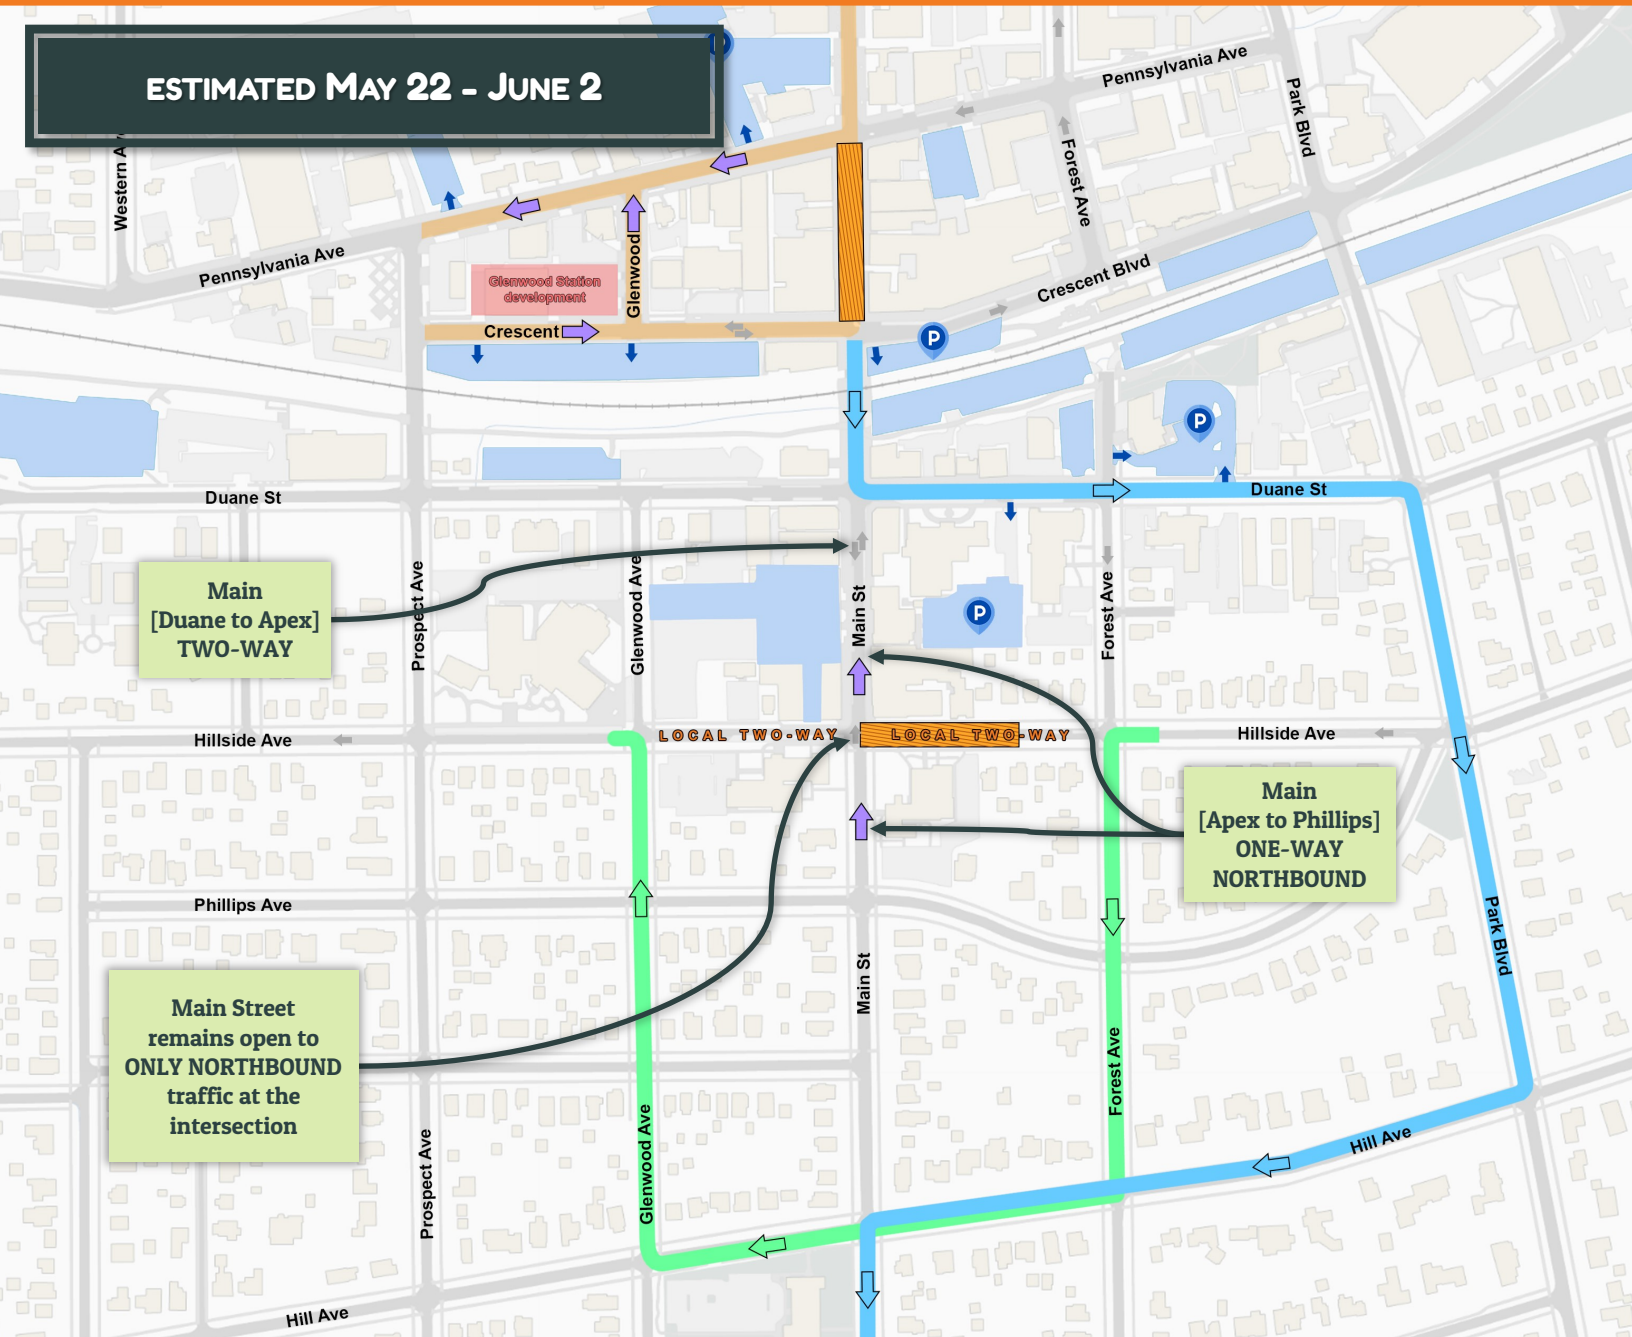 ESTIMATED MAY 22 - JUNE 2
P
Pennsylvania Ave
Park Blvd
Western A
Forest Ave
Pennsylvania Ave
Glenwood
Glenwood Station
development
Crescent Blvd
Crescent
P
P
Duane St
Duane St
Main
[Duane to Apex]
TWO-WAY
Prospect Ave
Glenwood Ave
Main St
P
Forest Ave
Hillside Ave
LOCAL TWO-WAY
LOCAL TWO-WAY
Hillside Ave
Main
[Apex to Phillips]
ONE-WAY
NORTHBOUND
Phillips Ave
Park Blvd
Main St
Main Street
remains open to
ONLY NORTHBOUND
traffic at the
intersection
Forest Ave
Glenwood Ave
Prospect Ave
Hill Ave
Hill Ave